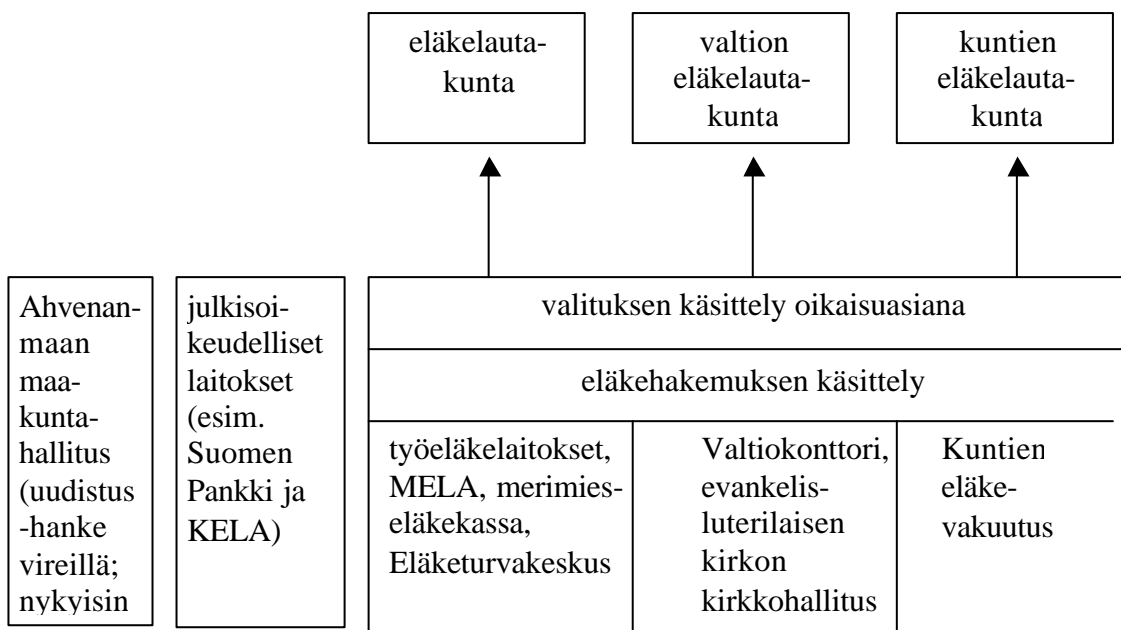 eläkelauta-
kunta
valtion
eläkelauta-
kunta
kuntien
eläkelauta-
kunta
Ahvenan-
maan
maa-
kunta-
hallitus
(uudistus
-hanke
vireillä;
nykyisin
julkisoi-
keudelliset
laitokset
(esim.
Suomen
Pankki ja
KELA)
valituksen käsittely oikaisuasiana
eläkehakemuksen käsittely
työeläkelaitokset,
MELA, merimies-
eläkekassa,
Eläketurvakeskus
Valtiokonttori,
evankelis-
luterilaisen
kirkon
kirkkohallitus
Kuntien
eläke-
vakuutus